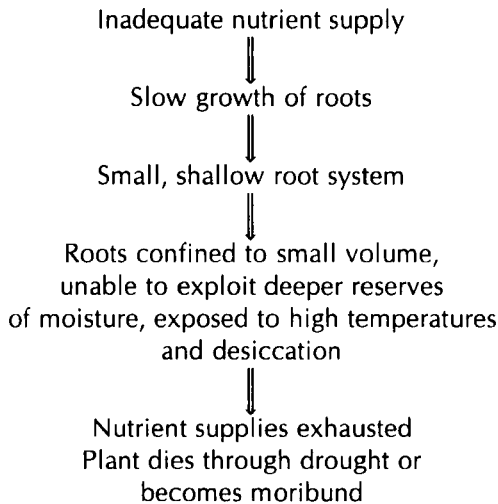 Inadequate nutrient supply
Slow growth of roots
Small, shallow root system
Roots confined to small volume,
unable to exploit deeper reserves
of moisture, exposed to high temperatures
and desiccation
Nutrient supplies exhausted
Plant dies through drought or
becomes moribund